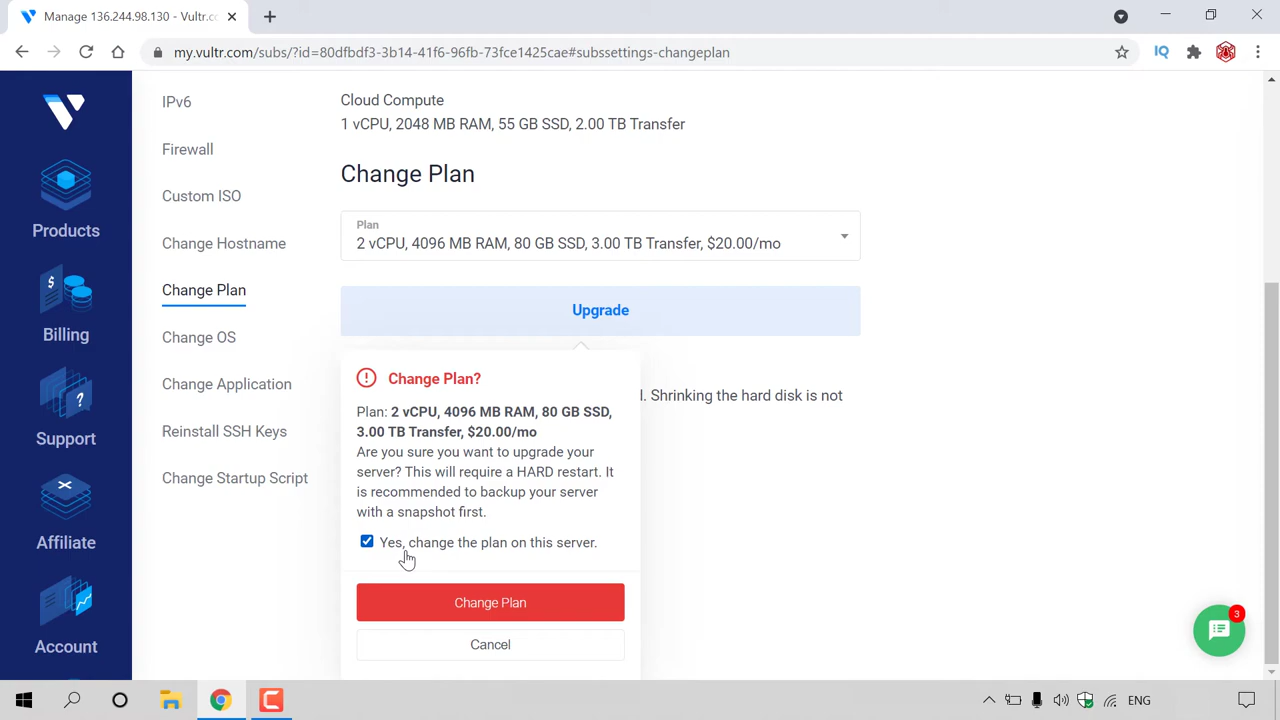 Manage 136.244.98.130 - Vultr.co
my.vultr.com/subs/?id=80dfbdf3-3b14-41f6-96fb-73fce1425cae#subssettings-changeplan
IQ
Products
Billing
Support
Affiliate
Account
IPv6
Firewall
Custom ISO
Change Hostname
Change Plan
Change OS
Change Application
Reinstall SSH Keys
Change Startup Script
Cloud Compute
1 vCPU, 2048 MB RAM, 55 GB SSD, 2.00 TB Transfer
Change Plan
Plan
2 vCPU, 4096 MB RAM, 80 GB SSD, 3.00 TB Transfer, $20.00/mo
Upgrade
l. Shrinking the hard disk is not
Change Plan?
Plan: 2 vCPU, 4096 MB RAM, 80 GB SSD,
3.00 TB Transfer, $20.00/mo
Are you sure you want to upgrade your
server? This will require a HARD restart. It
is recommended to backup your server
with a snapshot first.
Yes, change the plan on this server.
Change Plan
Cancel
3
ENG